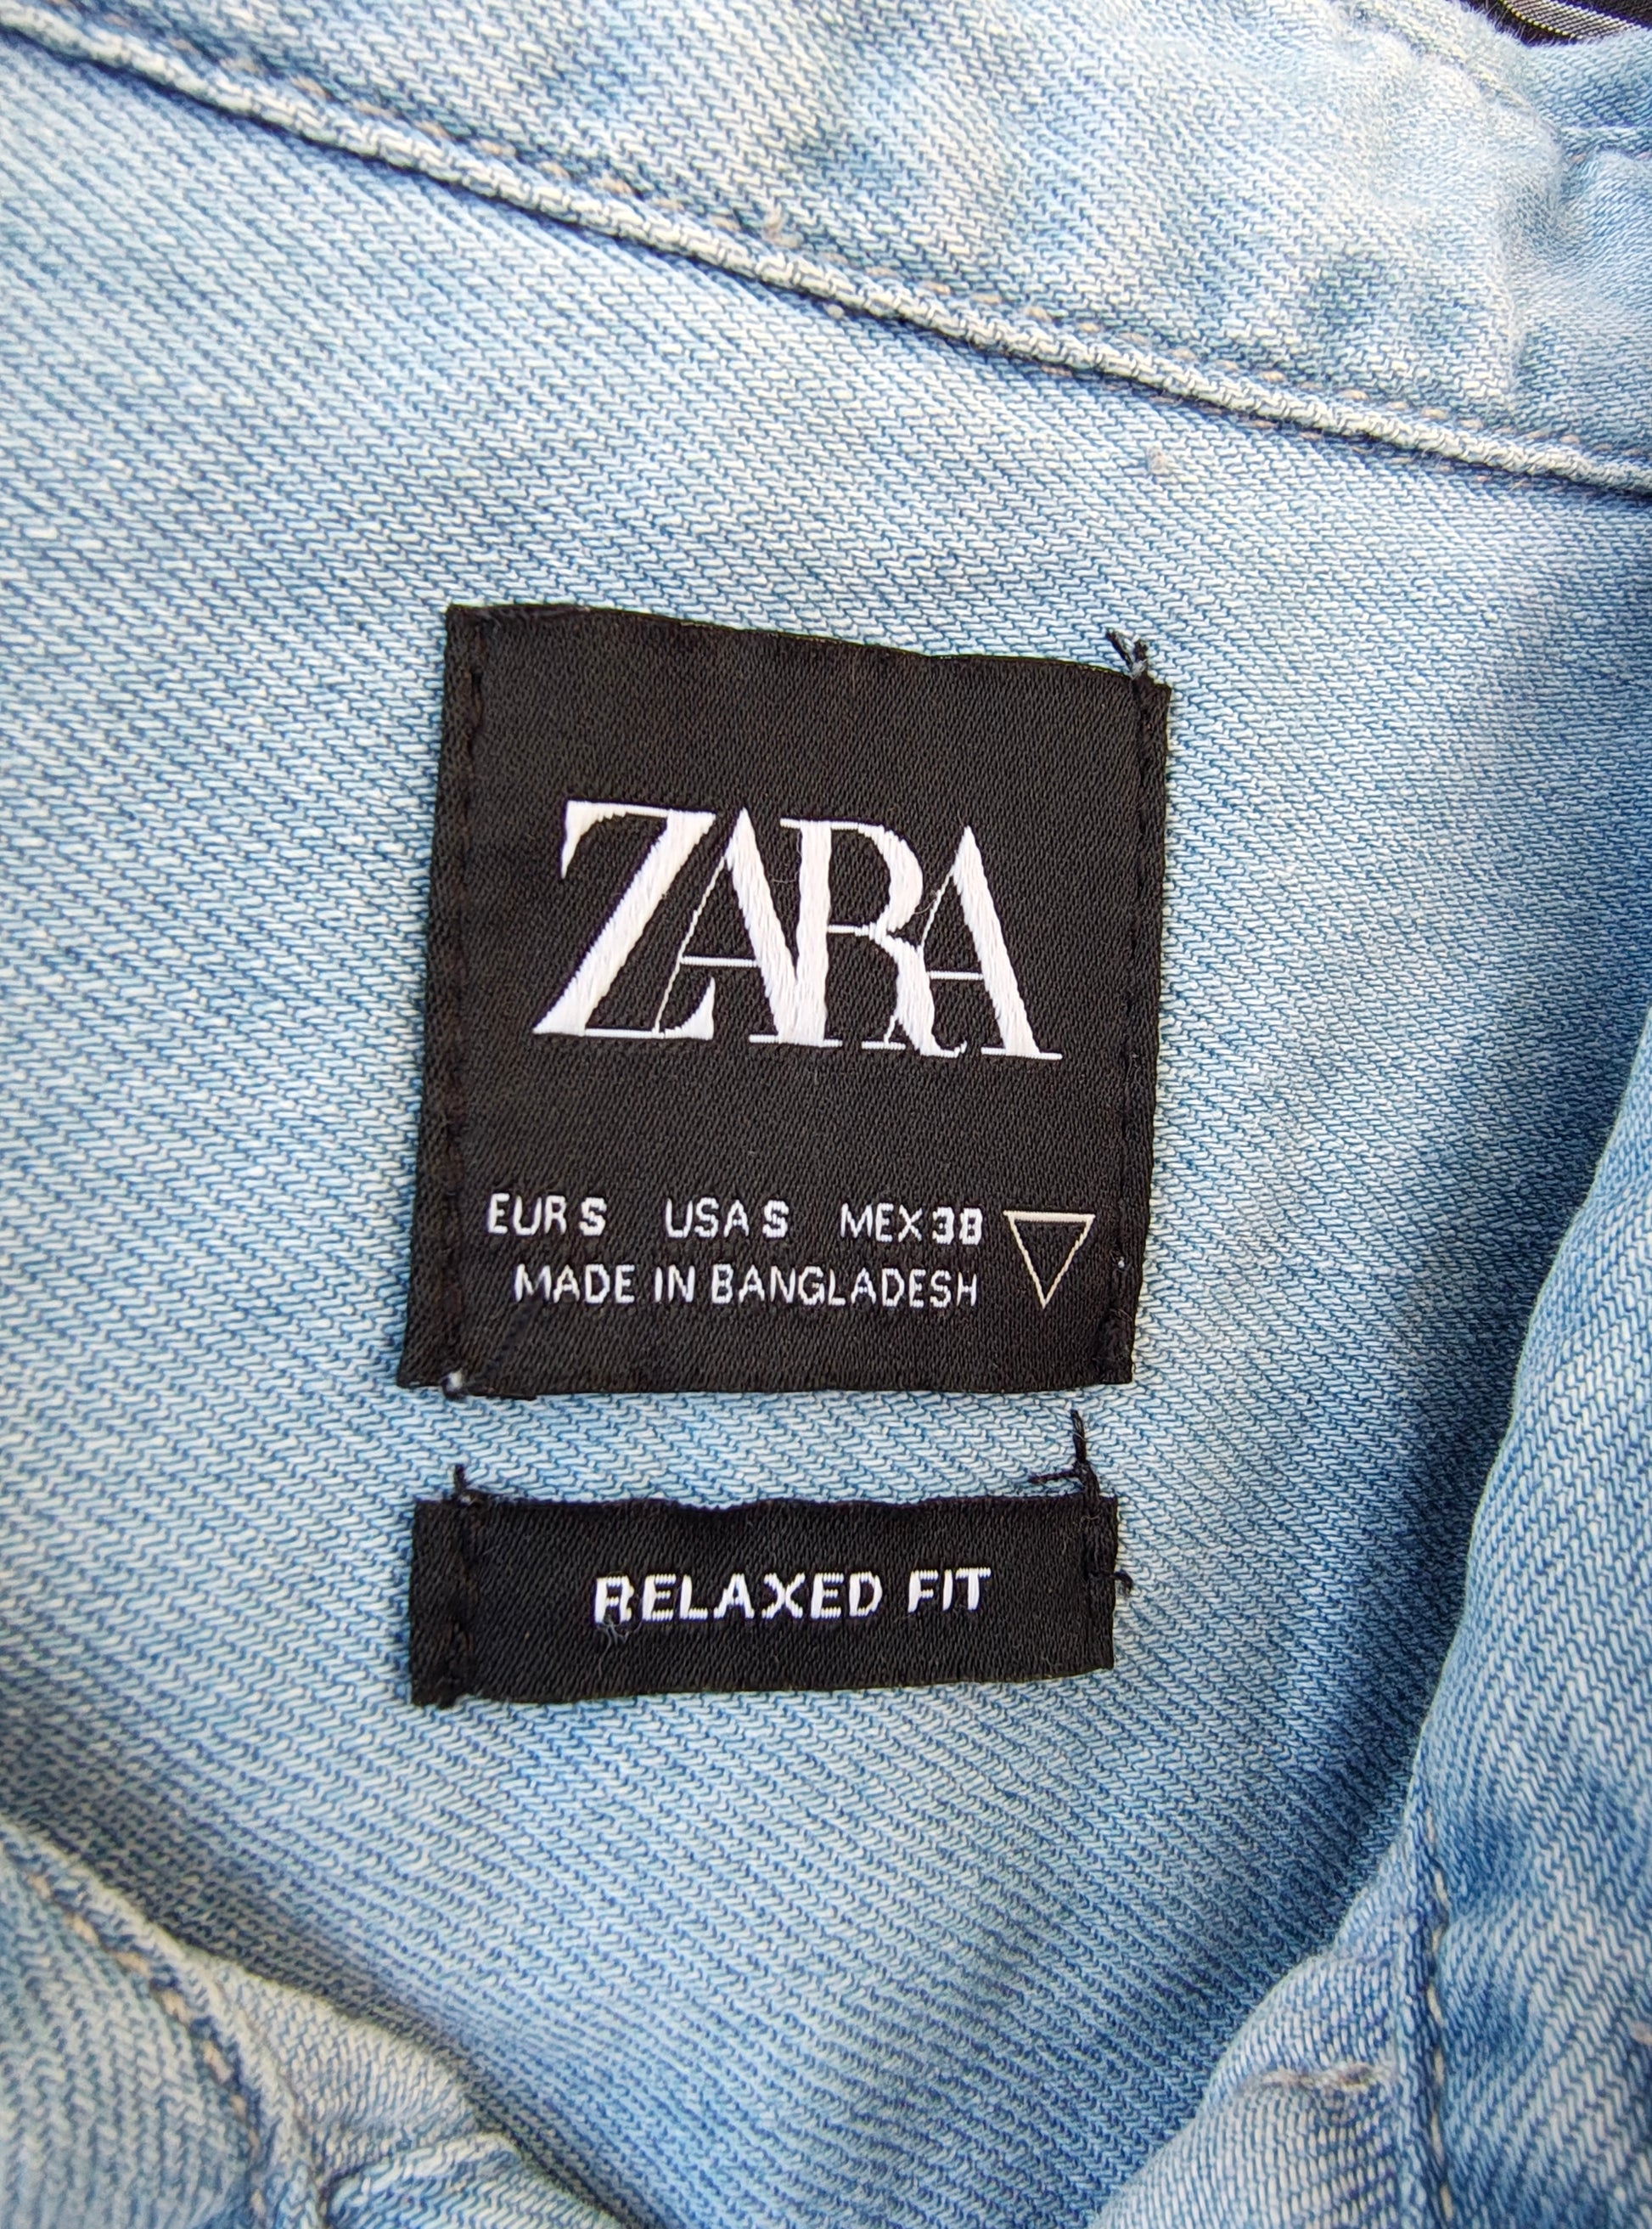 ZARA
EUR S USA S MEX 38
MADE IN BANGLADESH
RELAXED FIT